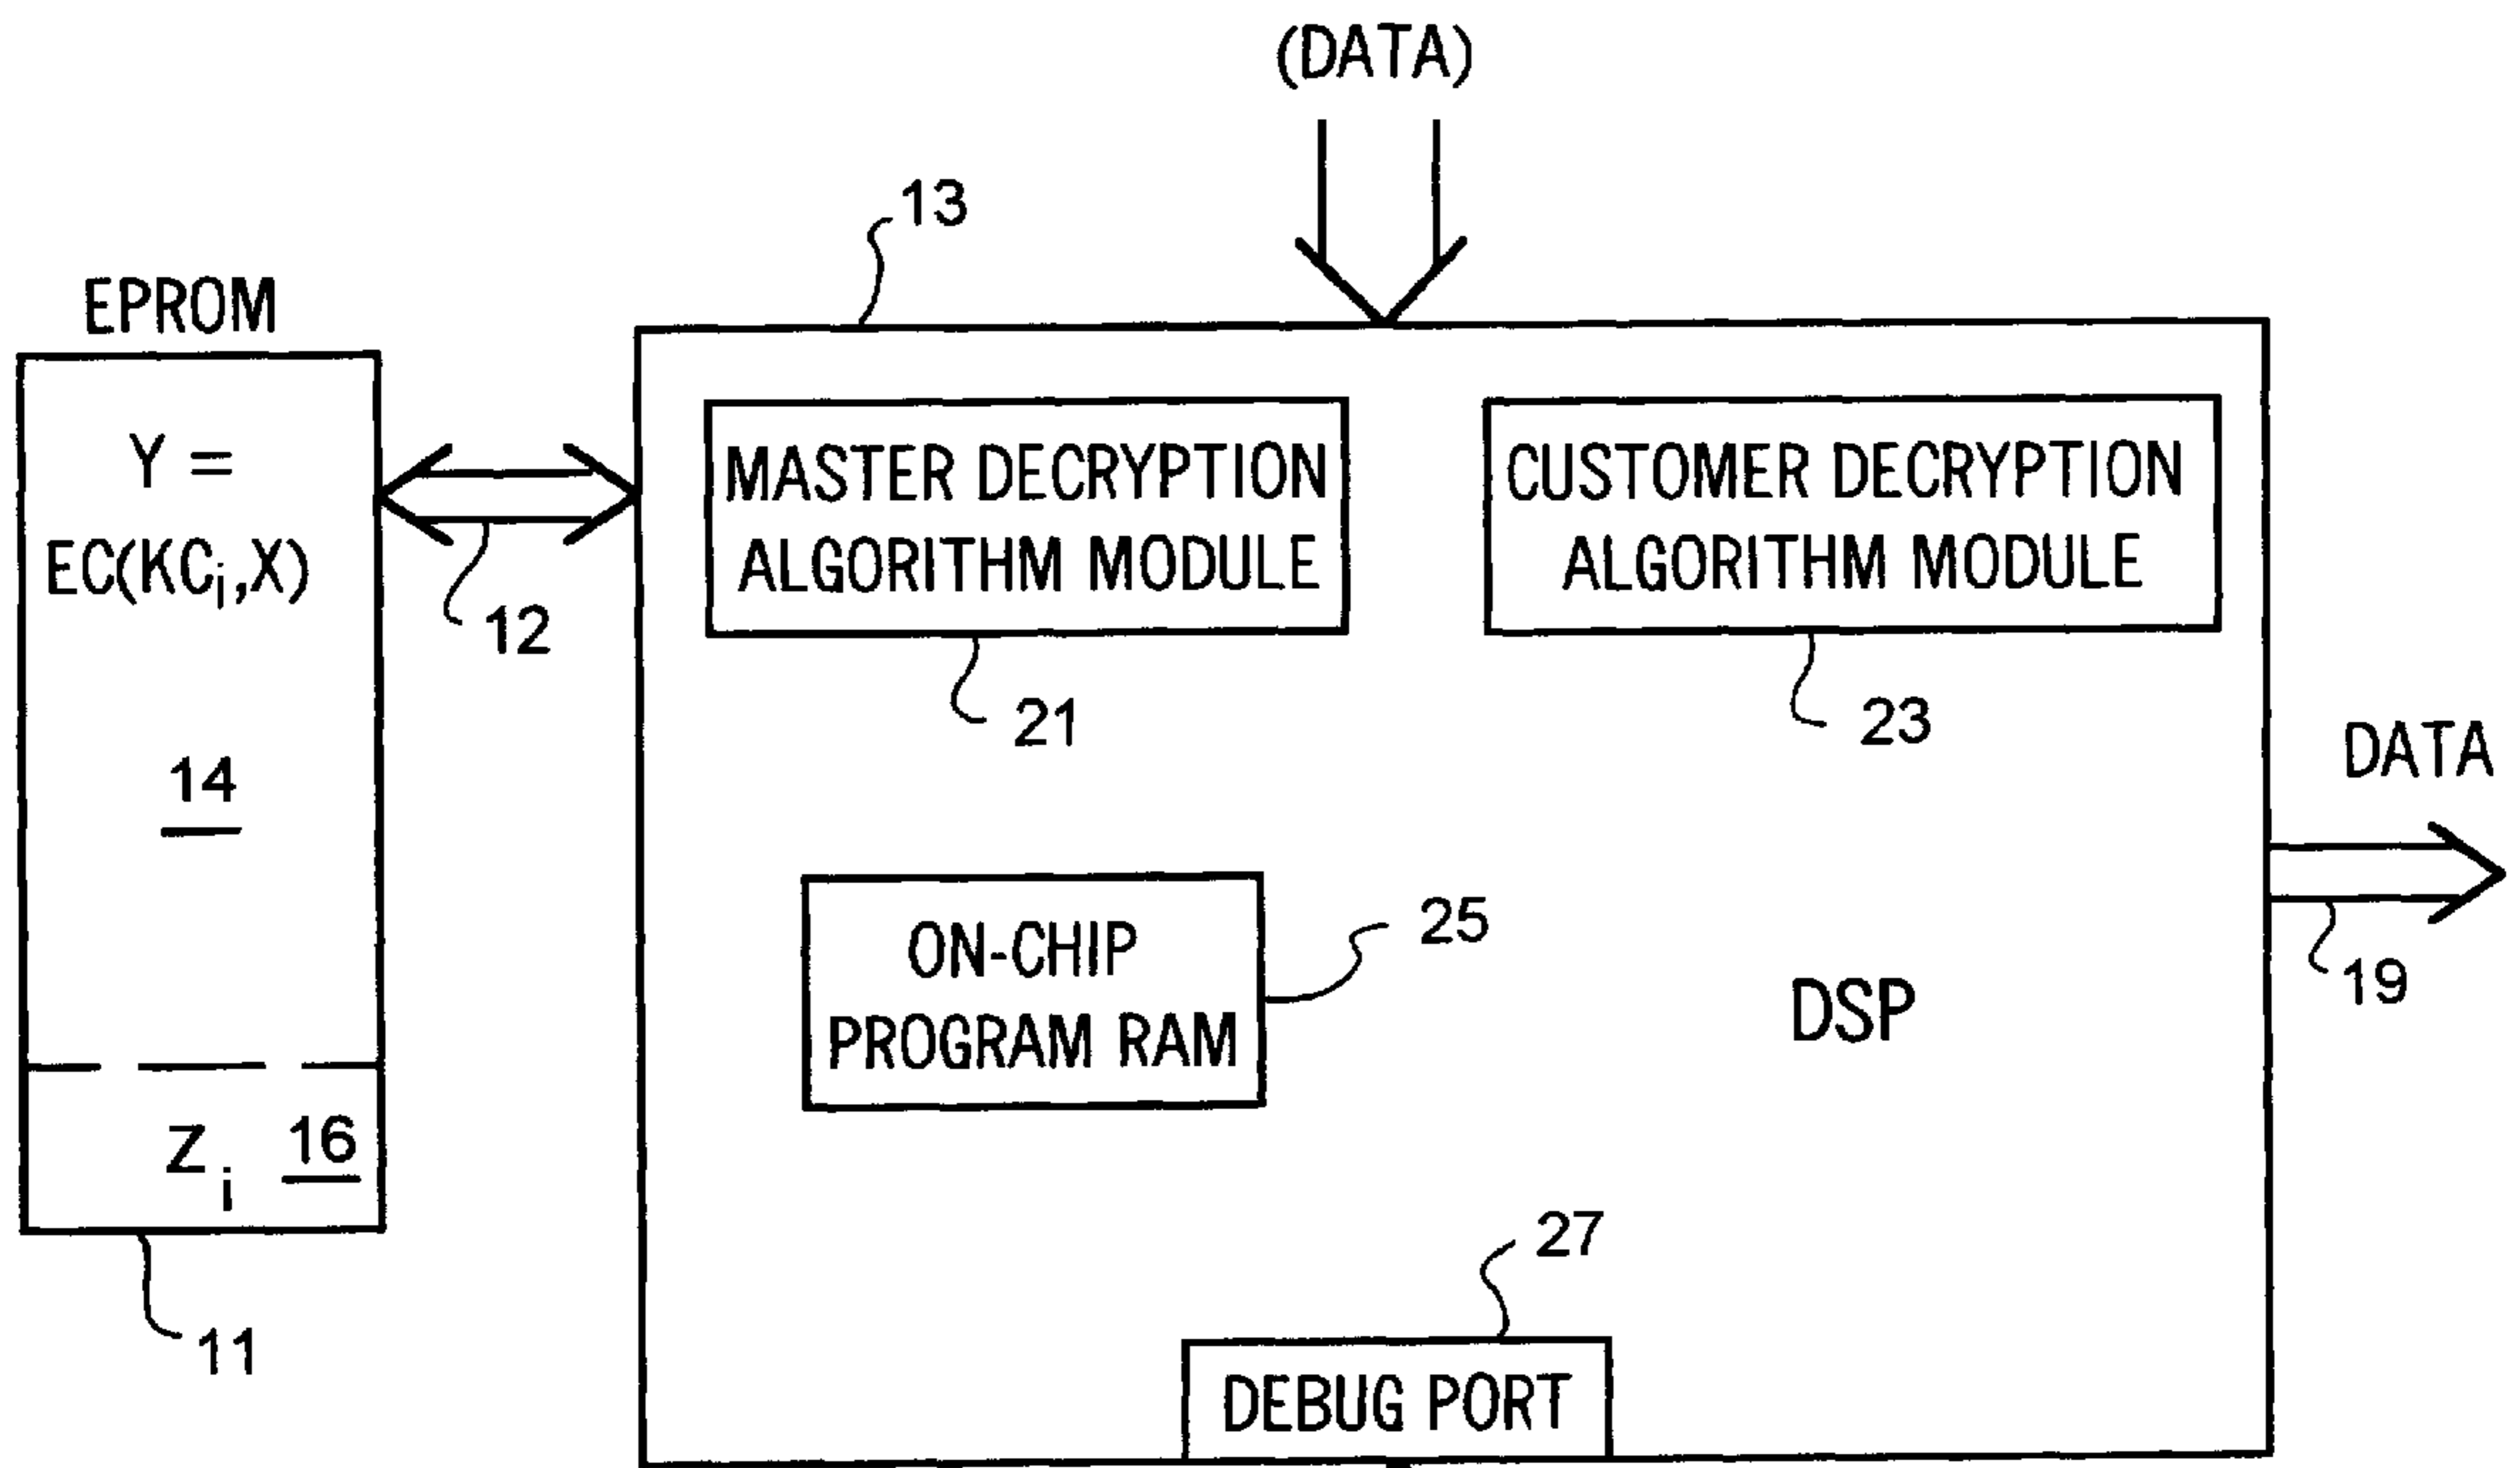 (DATA)
13
EPROM
Y =
EC(KCi,X)
12
14
Zi 16
11
MASTER DECRYPTION
ALGORITHM MODULE
21
CUSTOMER DECRYPTION
ALGORITHM MODULE
23
DATA
19
ON-CHIP
PROGRAM RAM
25
DSP
27
DEBUG PORT